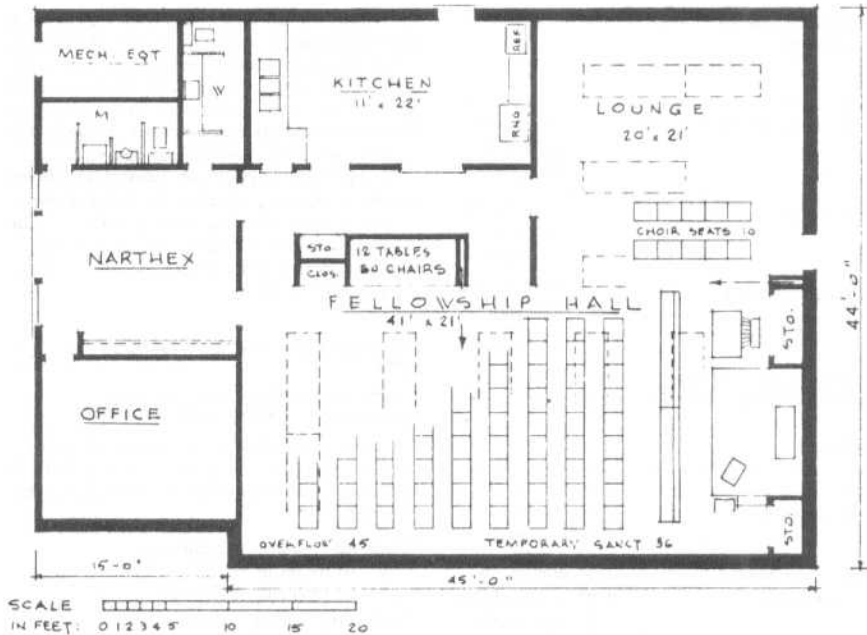 MECH. EQT
M
W
KITCHEN
11' x 22'
REF
RNG
LOUNGE
20' x 21'
CHOIR SEATS 10
NARTHEX
STO.
CLOS.
12 TABLES
80 CHAIRS
FELLOWSHIP HALL
41' x 21'
STO.
OFFICE
STO.
OVERFLOW 45
TEMPORARY SANCT 86
44'-0"
15'-0"
45'-0"
SCALE
IN FEET: 0 1 2 3 4 5 10 15 20